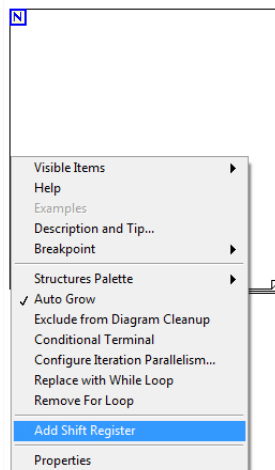 N
Visible Items
Help
Examples
Description and Tip...
Breakpoint
Structures Palette
Auto Grow
Exclude from Diagram Cleanup
Conditional Terminal
Configure Iteration Parallelism...
Replace with While Loop
Remove For Loop
Add Shift Register
Properties